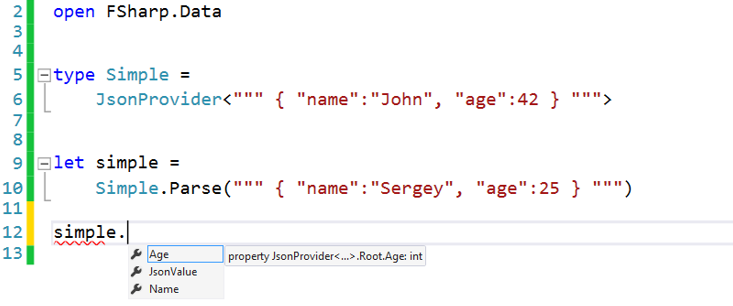 2 open FSharp.Data
3
4
5 type Simple =
6 JsonProvider<""" { "name":"John", "age":42 } """>
7
8
9 let simple =
10 Simple.Parse(""" { "name":"Sergey", "age":25 } """)
11
12 simple.
13
Age property JsonProvider<...>.Root.Age: int
JsonValue
Name